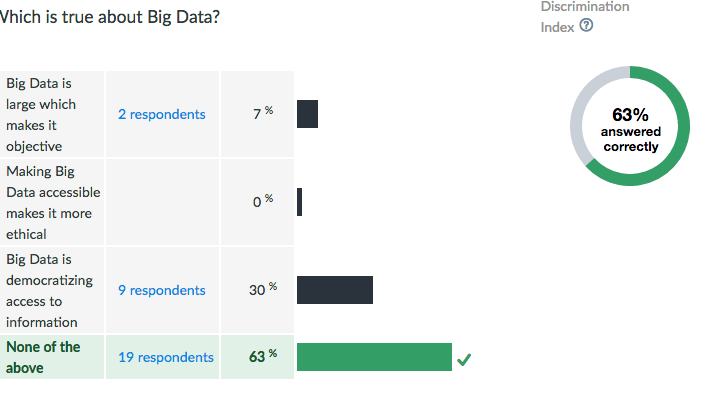 Which is true about Big Data?
Discrimination
Index ?
Big Data is
large which
makes it
objective
2 respondents
7 %
Making Big
Data accessible
makes it more
ethical
0 %
Big Data is
democratizing
access to
information
9 respondents
30 %
None of the
above
19 respondents
63 %
63%
answered
correctly